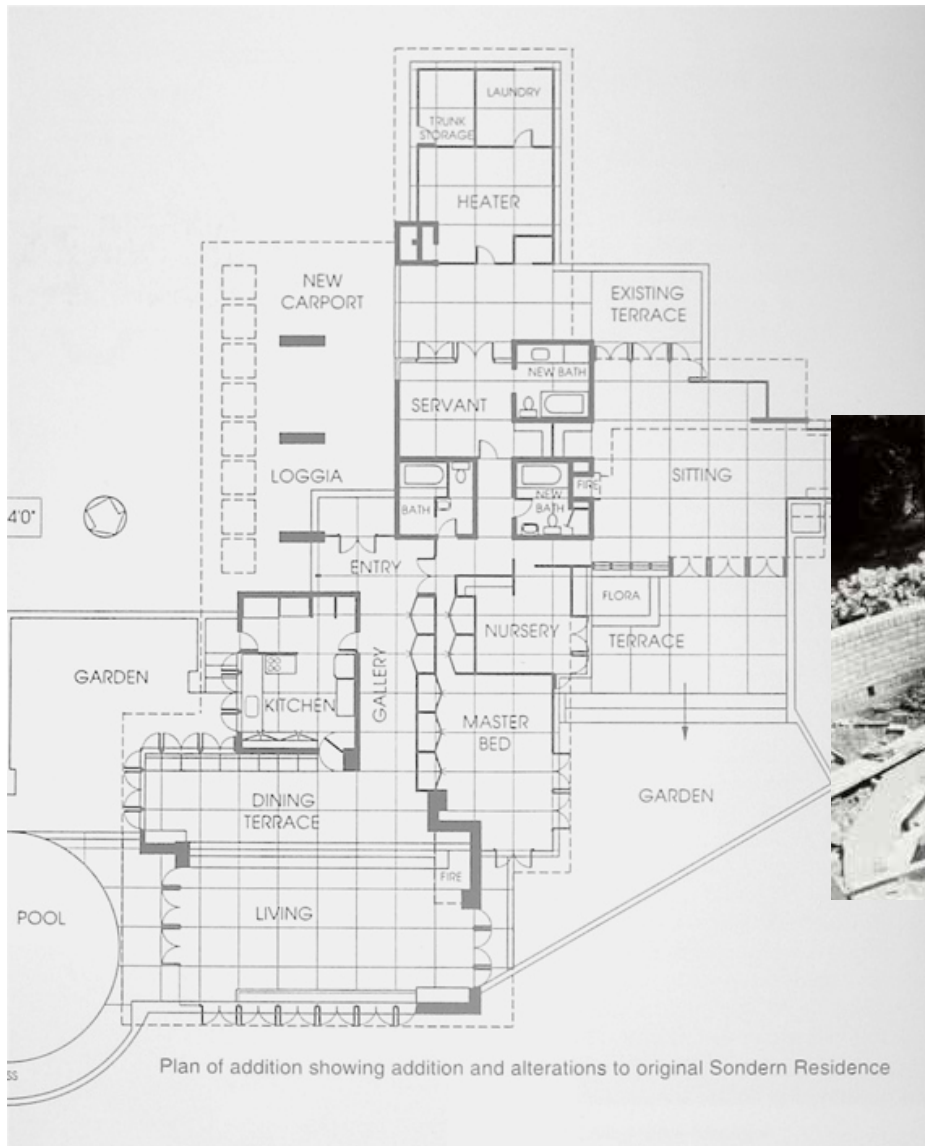 LAUNDRY
TRUNK
STORAGE
HEATER
NEW
CARPORT
EXISTING
TERRACE
NEW BATH
SERVANT
LOGGIA
SITTING
FIRE
BATH
NEW
BATH
4'0"
ENTRY
FLORA
NURSERY
TERRACE
GARDEN
GALLERY
KITCHEN
MASTER
BED
GARDEN
DINING
TERRACE
FIRE
LIVING
POOL
SS
Plan of addition showing addition and alterations to original Sondern Residence